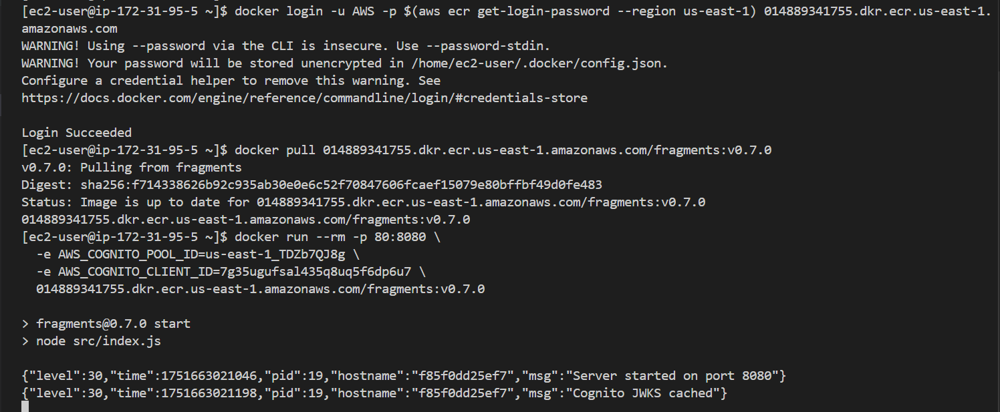 [ec2-user@ip-172-31-95-5 ~]$ docker login -u AWS -p $(aws ecr get-login-password --region us-east-1) 014889341755.dkr.ecr.us-east-1.
amazonaws.com
WARNING! Using --password via the CLI is insecure. Use --password-stdin.
WARNING! Your password will be stored unencrypted in /home/ec2-user/.docker/config.json.
Configure a credential helper to remove this warning. See
https://docs.docker.com/engine/reference/commandline/login/#credentials-store

Login Succeeded
[ec2-user@ip-172-31-95-5 ~]$ docker pull 014889341755.dkr.ecr.us-east-1.amazonaws.com/fragments:v0.7.0
v0.7.0: Pulling from fragments
Digest: sha256:f714338626b92c935ab30e0e6c52f70847606fcaef15079e80bffbf49d0fe483
Status: Image is up to date for 014889341755.dkr.ecr.us-east-1.amazonaws.com/fragments:v0.7.0
014889341755.dkr.ecr.us-east-1.amazonaws.com/fragments:v0.7.0
[ec2-user@ip-172-31-95-5 ~]$ docker run --rm -p 80:8080 \
  -e AWS_COGNITO_POOL_ID=us-east-1_TDZb7QJ8g \
  -e AWS_COGNITO_CLIENT_ID=7g35ugufsal435q8uq5f6dp6u7 \
  014889341755.dkr.ecr.us-east-1.amazonaws.com/fragments:v0.7.0

> fragments@0.7.0 start
> node src/index.js

{"level":30,"time":1751663021046,"pid":19,"hostname":"f85f0dd25ef7","msg":"Server started on port 8080"}
{"level":30,"time":1751663021198,"pid":19,"hostname":"f85f0dd25ef7","msg":"Cognito JWKS cached"}